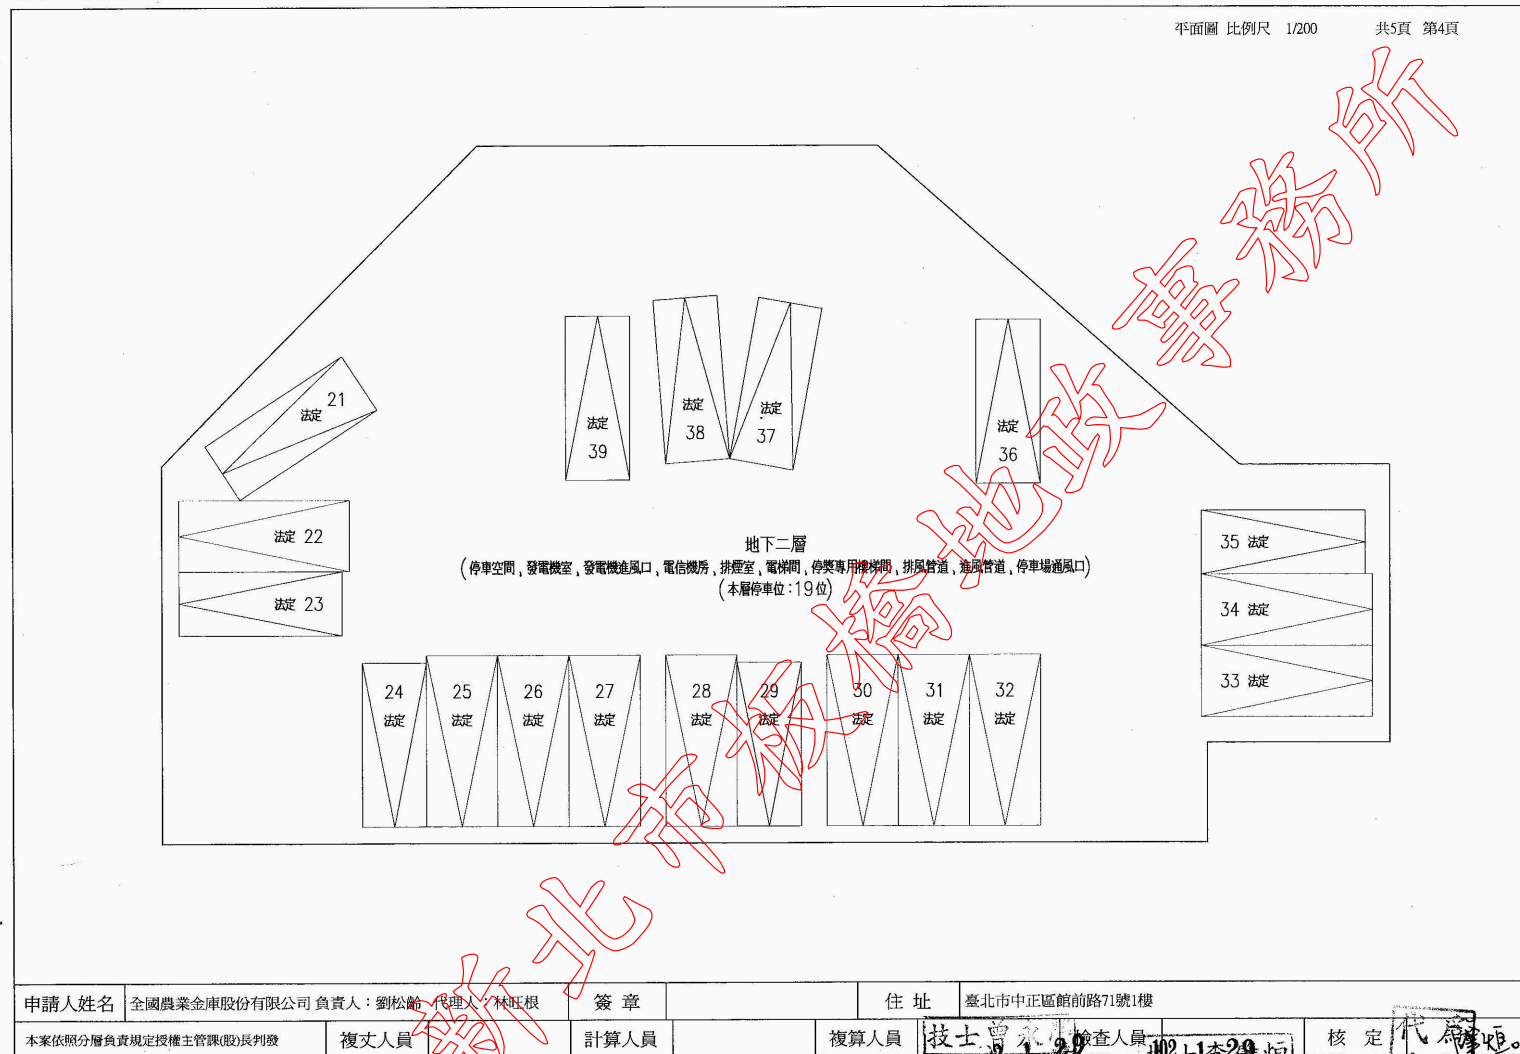 平面圖 比例尺 1/200 共5頁 第4頁
法定 21
法定 39
法定 38
法定 37
法定 36
法定 22
法定 23
35 法定
34 法定
33 法定
地下二層
(停車空間、發電機室、發電機進風口、電信機房、排煙室、電梯間、停獎專用樓梯間、排風管道、進風管道、停車場通風口)
(本層停車位：19位)
24 法定
25 法定
26 法定
27 法定
28 法定
29 法定
30 法定
31 法定
32 法定
新北市板橋地政事務所
申請人姓名 全國農業金庫股份有限公司 負責人：劉松齡 代理人：林旺根 簽章 住址 臺北市中正區館前路71號1樓
本案依照分層負責規定授權主管課(股)長判發 複丈人員 計算人員 複算人員 技士曾永 檢查人員 核定 代
102.1.29